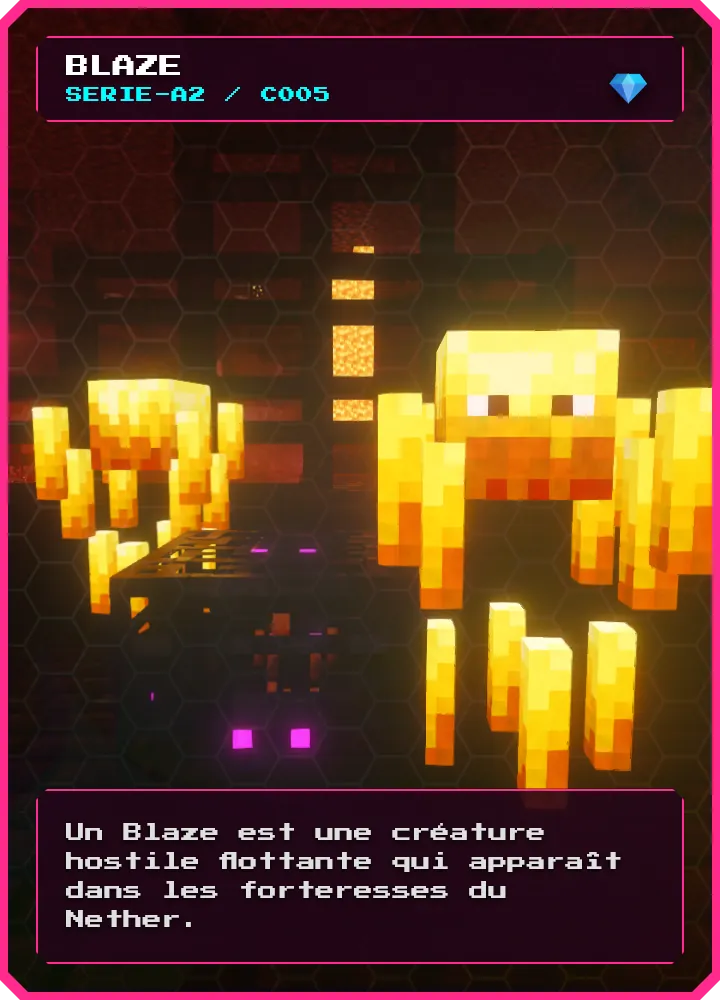 BLAZE
SERIE-A2 / C005
Un Blaze est une créature
hostile flottante qui apparaît
dans les forteresses du
Nether.